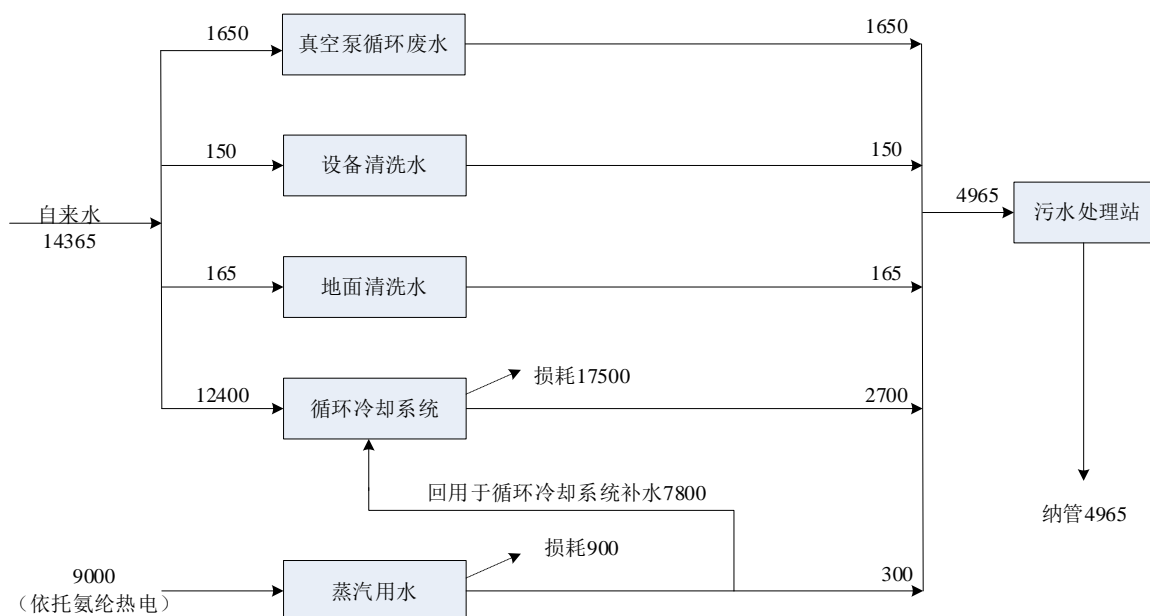 1650
真空泵循环废水
1650
150
设备清洗水
150
自来水
14365
4965
污水处理站
165
地面清洗水
165
损耗17500
12400
循环冷却系统
2700
回用于循环冷却系统补水7800
纳管4965
损耗900
9000
（依托氨纶热电）
蒸汽用水
300